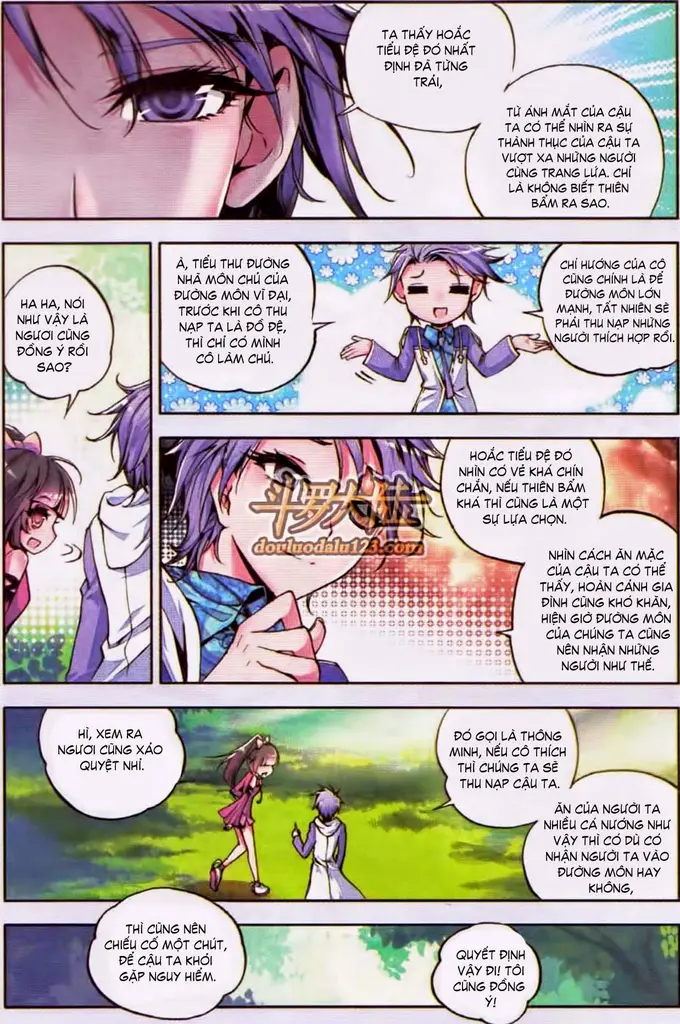 TA THẤY HOẮC
TIỂU ĐỆ ĐÓ NHẤT
ĐỊNH ĐÃ TỪNG
TRẢI,
TỪ ÁNH MẮT CỦA CẬU
TA CÓ THỂ NHÌN RA SỰ
THÀNH THỤC CỦA CẬU TA
VƯỢT XA NHỮNG NGƯỜI
CÙNG TRANG LỨA. CHỈ
LÀ KHÔNG BIẾT THIÊN
BẨM RA SAO.
HA HA, NÓI
NHƯ VẬY LÀ
NGƯƠI CŨNG
ĐỒNG Ý RỒI
SAO?
À, TIỂU THƯ ĐƯỜNG
NHÃ MÔN CHỦ CỦA
ĐƯỜNG MÔN VĨ ĐẠI,
TRƯỚC KHI CÔ THU
NẠP TA LÀ ĐỒ ĐỆ,
THÌ CHỈ CÓ MÌNH
CÔ LÀM CHỦ.
CHÍ HƯỚNG CỦA CÔ
CŨNG CHÍNH LÀ ĐỂ
ĐƯỜNG MÔN LỚN
MẠNH, TẤT NHIÊN SẼ
PHẢI THU NẠP NHỮNG
NGƯỜI THÍCH HỢP RỒI.
HOẮC TIỂU ĐỆ ĐÓ
NHÌN CÓ VẺ KHÁ CHÍN
CHẮN, NẾU THIÊN BẨM
KHÁ THÌ CŨNG LÀ MỘT
SỰ LỰA CHỌN.
斗罗大陆
douluodalu123.com
NHÌN CÁCH ĂN MẶC
CỦA CẬU TA CÓ THỂ
THẤY, HOÀN CẢNH GIA
ĐÌNH CŨNG KHÓ KHĂN,
HIỆN GIỜ ĐƯỜNG MÔN
CỦA CHÚNG TA CŨNG
NÊN NHẬN NHỮNG
NGƯỜI NHƯ THẾ.
HỈ, XEM RA
NGƯƠI CŨNG XẢO
QUYỆT NHỈ.
ĐÓ GỌI LÀ THÔNG
MINH, NẾU CÔ THÍCH
THÌ CHÚNG TA SẼ
THU NẠP CẬU TA.
ĂN CỦA NGƯỜI TA
NHIỀU CÁ NƯỚNG NHƯ
VẬY THÌ CÓ DÙ CÓ
NHẬN NGƯỜI TA VÀO
ĐƯỜNG MÔN HAY
KHÔNG,
THÌ CŨNG NÊN
CHIẾU CỐ MỘT CHÚT,
ĐỂ CẬU TA KHỎI
GẶP NGUY HIỂM.
QUYẾT ĐỊNH
VẬY ĐI! TÔI
CŨNG ĐỒNG
Ý!